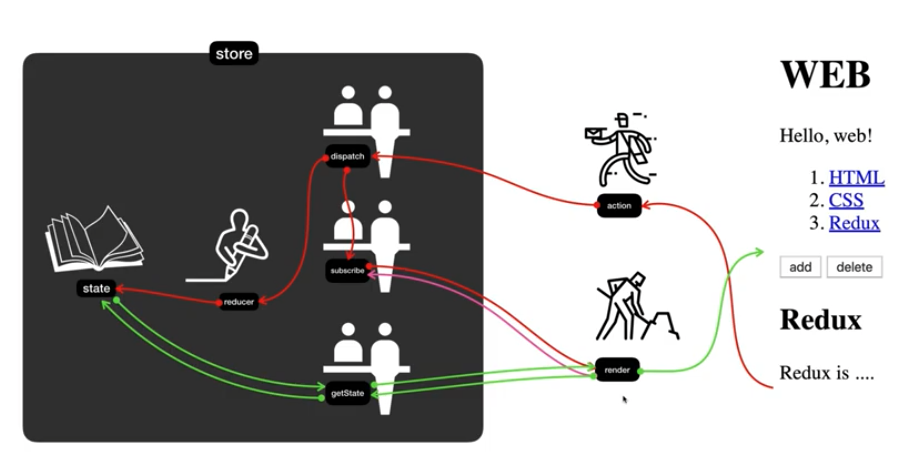 store
dispatch
subscribe
state
reducer
getState
action
render
WEB
Hello, web!
1. HTML
2. CSS
3. Redux
add delete
Redux
Redux is ....